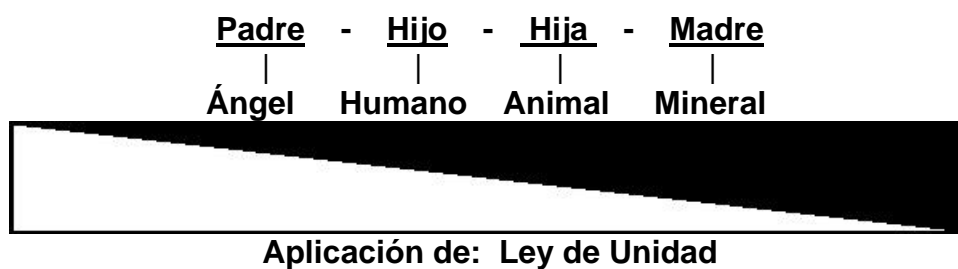 Padre - Hijo - Hija - Madre
| | | |
Ángel Humano Animal Mineral
Aplicación de: Ley de Unidad